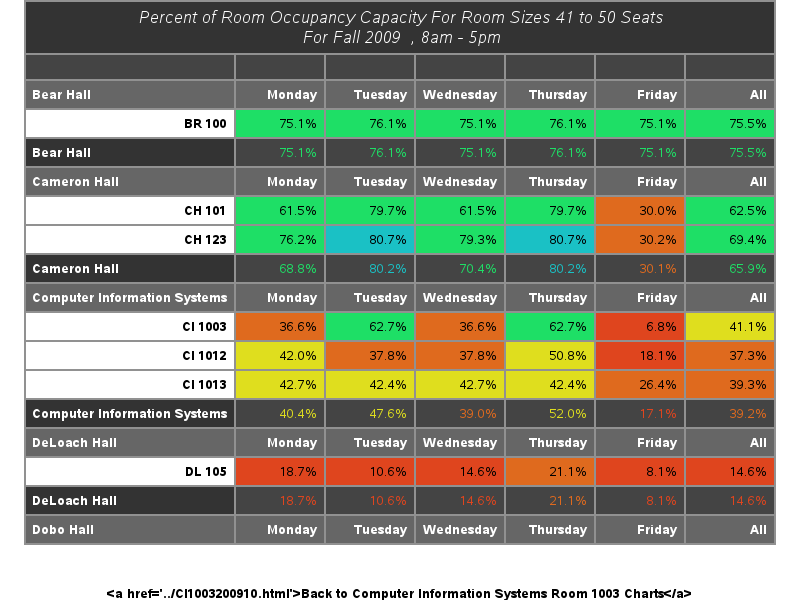 Percent of Room Occupancy Capacity For Room Sizes 41 to 50 Seats
For Fall 2009  , 8am - 5pm
Bear Hall Monday Tuesday Wednesday Thursday Friday All
BR 100 75.1% 76.1% 75.1% 76.1% 75.1% 75.5%
Bear Hall 75.1% 76.1% 75.1% 76.1% 75.1% 75.5%
Cameron Hall Monday Tuesday Wednesday Thursday Friday All
CH 101 61.5% 79.7% 61.5% 79.7% 30.0% 62.5%
CH 123 76.2% 80.7% 79.3% 80.7% 30.2% 69.4%
Cameron Hall 68.8% 80.2% 70.4% 80.2% 30.1% 65.9%
Computer Information Systems Monday Tuesday Wednesday Thursday Friday All
CI 1003 36.6% 62.7% 36.6% 62.7% 6.8% 41.1%
CI 1012 42.0% 37.8% 37.8% 50.8% 18.1% 37.3%
CI 1013 42.7% 42.4% 42.7% 42.4% 26.4% 39.3%
Computer Information Systems 40.4% 47.6% 39.0% 52.0% 17.1% 39.2%
DeLoach Hall Monday Tuesday Wednesday Thursday Friday All
DL 105 18.7% 10.6% 14.6% 21.1% 8.1% 14.6%
DeLoach Hall 18.7% 10.6% 14.6% 21.1% 8.1% 14.6%
Dobo Hall Monday Tuesday Wednesday Thursday Friday All
<a href='../CI1003200910.html'>Back to Computer Information Systems Room 1003 Charts</a>